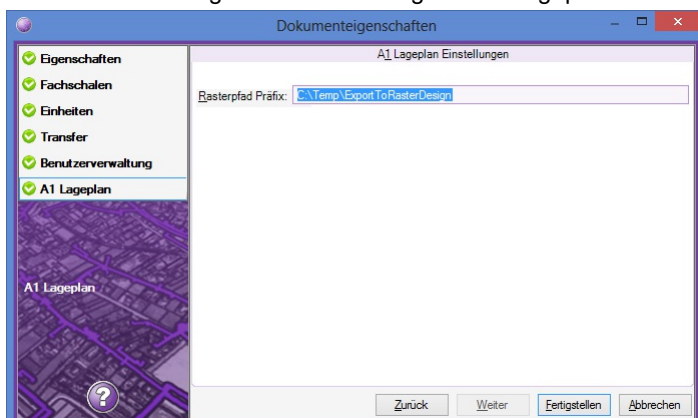 Dokumenteigenschaften
Eigenschaften
Fachschalen
Einheiten
Transfer
Benutzerverwaltung
A1 Lageplan
A1 Lageplan Einstellungen
Rasterpfad Präfix: C:\Temp\ExportToRasterDesign
A1 Lageplan
?
Zurück Weiter Fertigstellen Abbrechen